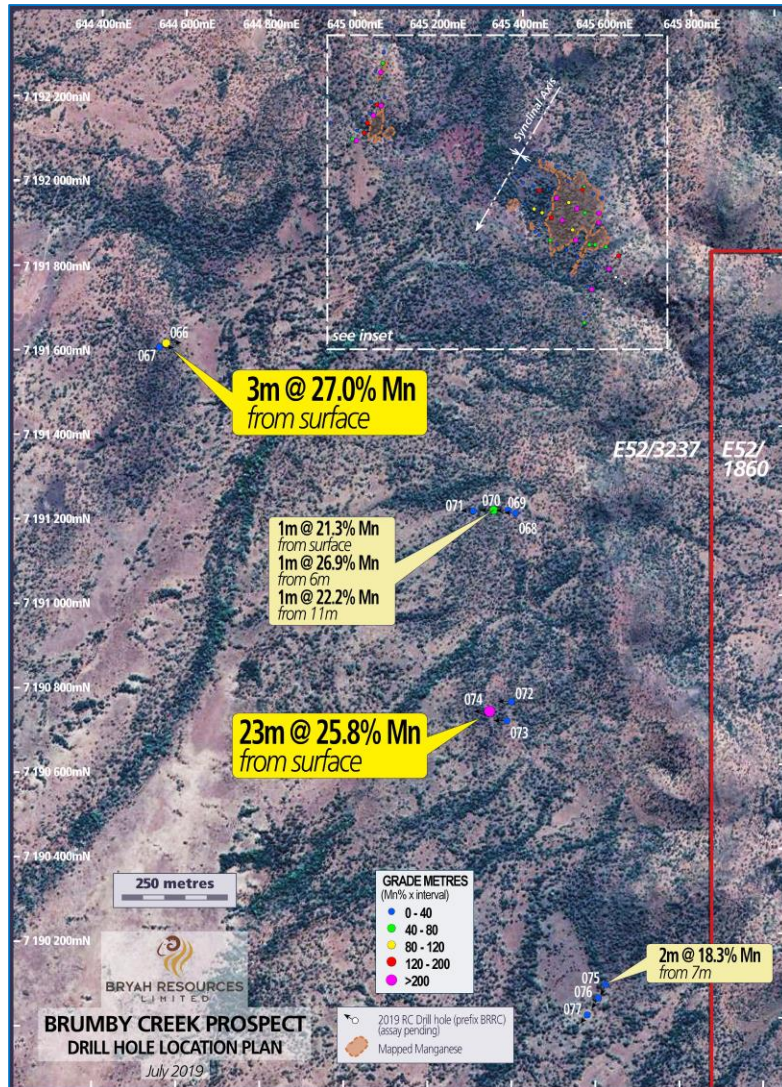 644 400mE 644 600mE 644 800mE 645 000mE 645 200mE 645 400mE 645 600mE 645 800mE
7 192 200mN
Synclinal Axis
7 192 000mN
7 191 800mN
see inset
066
067
7 191 600mN
3m @ 27.0% Mn
from surface
7 191 400mN
E52/3237
E52/
1860
071 070 069
7 191 200mN
068
1m @ 21.3% Mn
from surface
1m @ 26.9% Mn
from 6m
1m @ 22.2% Mn
from 11m
7 191 000mN
7 190 800mN
074 072
073
23m @ 25.8% Mn
from surface
7 190 600mN
7 190 400mN
250 metres
GRADE METRES
(Mn% x interval)
0 - 40
40 - 80
80 - 120
120 - 200
>200
7 190 200mN
2m @ 18.3% Mn
from 7m
075
076
077
BRYAH RESOURCES
LIMITED
BRUMBY CREEK PROSPECT
DRILL HOLE LOCATION PLAN
July 2019
2019 RC Drill hole (prefix BRRC)
(assay pending)
Mapped Manganese